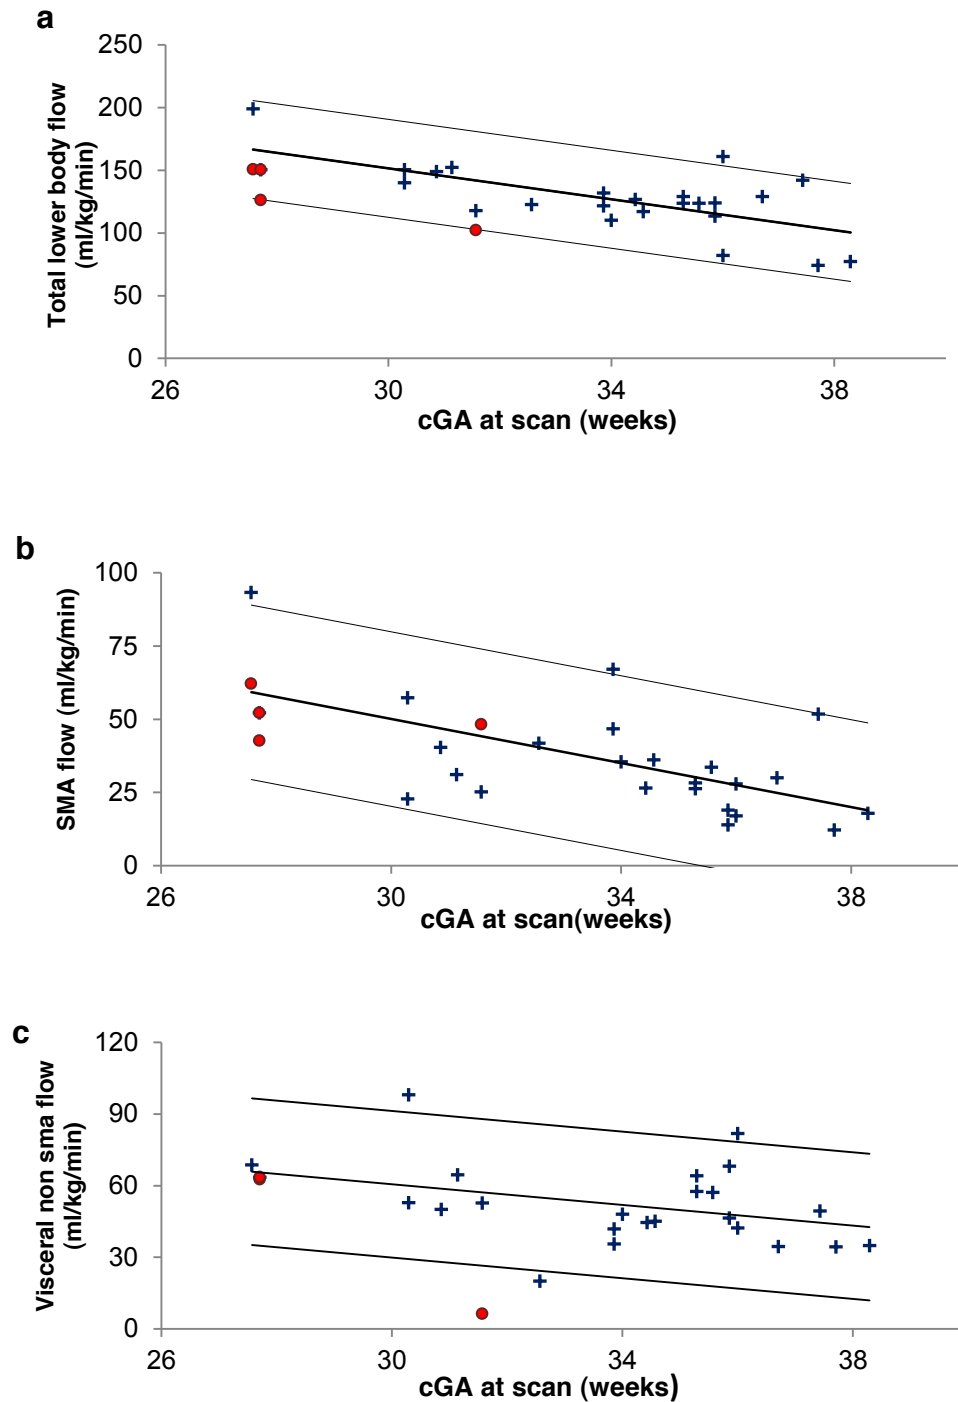 a
250
200
150
100
50
0
Total lower body flow
(ml/kg/min)
26 30 34 38
cGA at scan (weeks)
b
100
75
50
25
0
SMA flow (ml/kg/min)
26 30 34 38
cGA at scan(weeks)
c
120
90
60
30
0
Visceral non sma flow
(ml/kg/min)
26 30 34 38
cGA at scan (weeks)